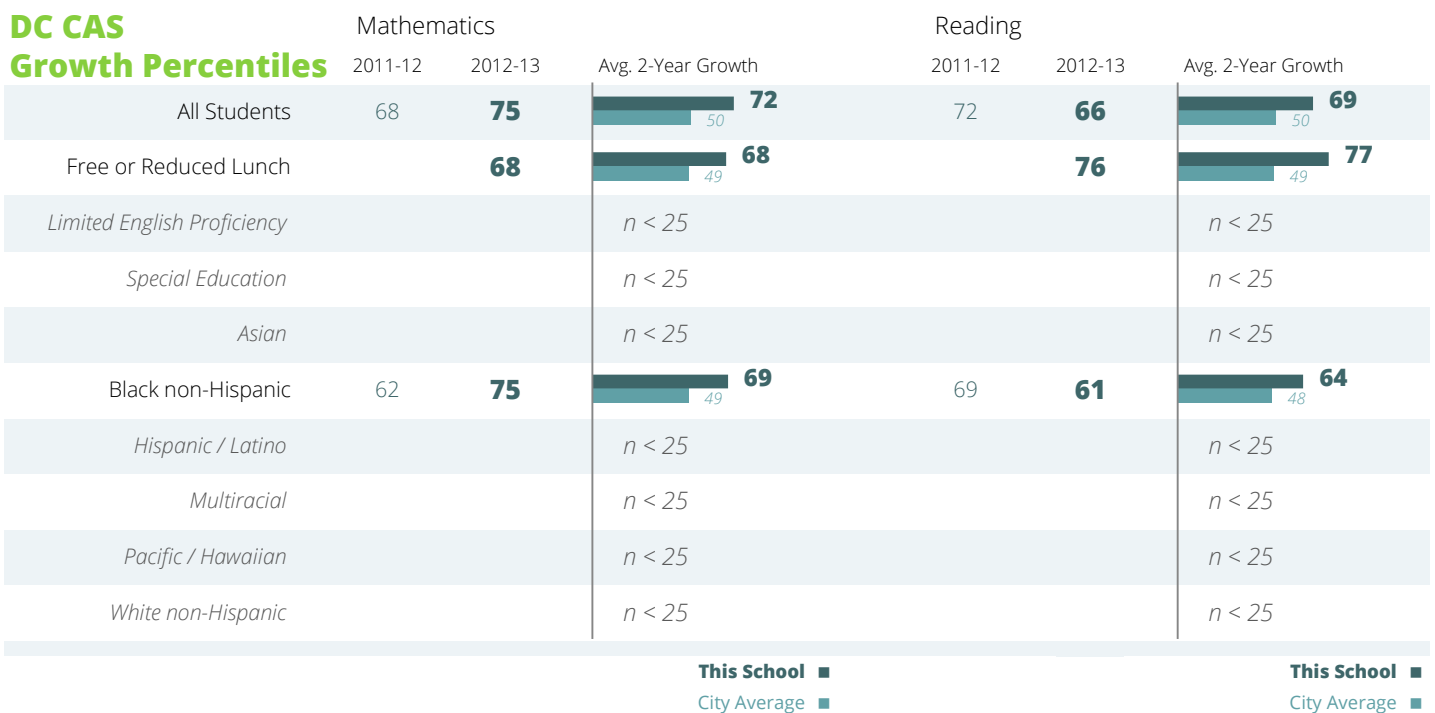 DC CAS Mathematics Reading
Growth Percentiles 2011-12 2012-13 Avg. 2-Year Growth 2011-12 2012-13 Avg. 2-Year Growth
All Students 68 75 72 50 72 66 69 50
Free or Reduced Lunch 68 68 49 76 77 49
Limited English Proficiency n < 25 n < 25
Special Education n < 25 n < 25
Asian n < 25 n < 25
Black non-Hispanic 62 75 69 49 69 61 64 48
Hispanic / Latino n < 25 n < 25
Multiracial n < 25 n < 25
Pacific / Hawaiian n < 25 n < 25
White non-Hispanic n < 25 n < 25
This School This School
City Average City Average